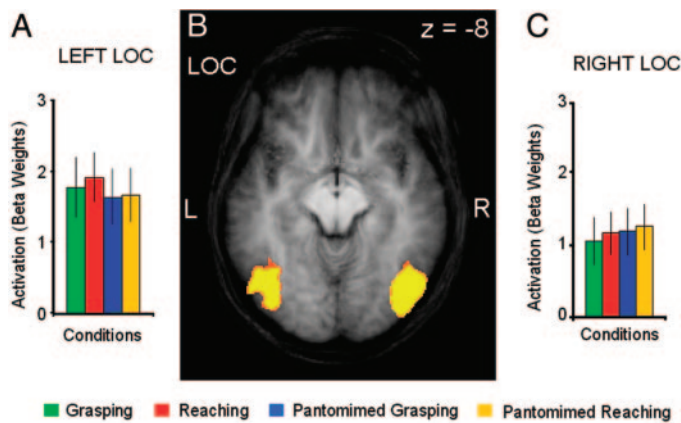 A
LEFT LOC
3
2
1
0
Activation (Beta Weights)
Conditions
B
z = -8
LOC
L
R
C
RIGHT LOC
3
2
1
0
Activation (Beta Weights)
Conditions
Grasping
Reaching
Pantomimed Grasping
Pantomimed Reaching